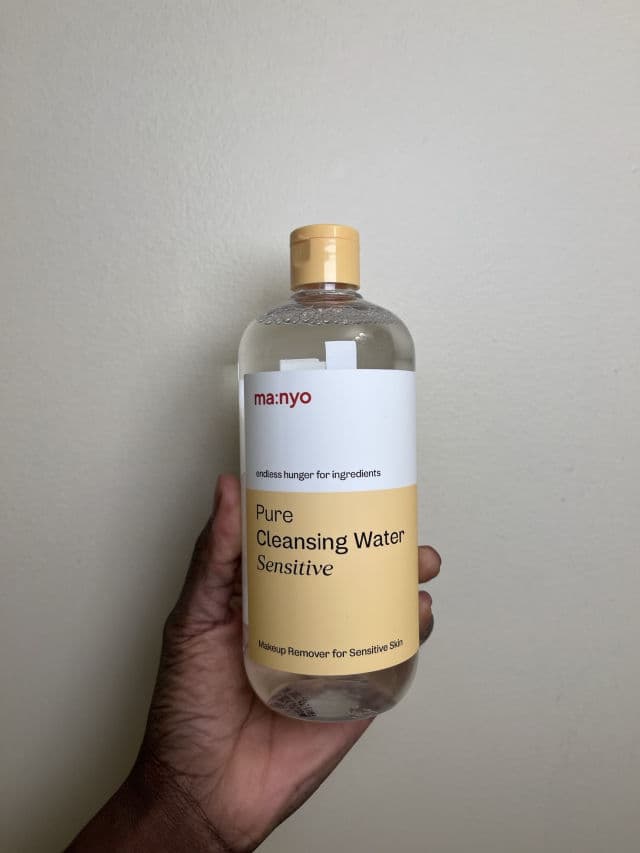 ma:nyo
endless hunger for ingredients
Pure
Cleansing Water
Sensitive
Makeup Remover for Sensitive Skin